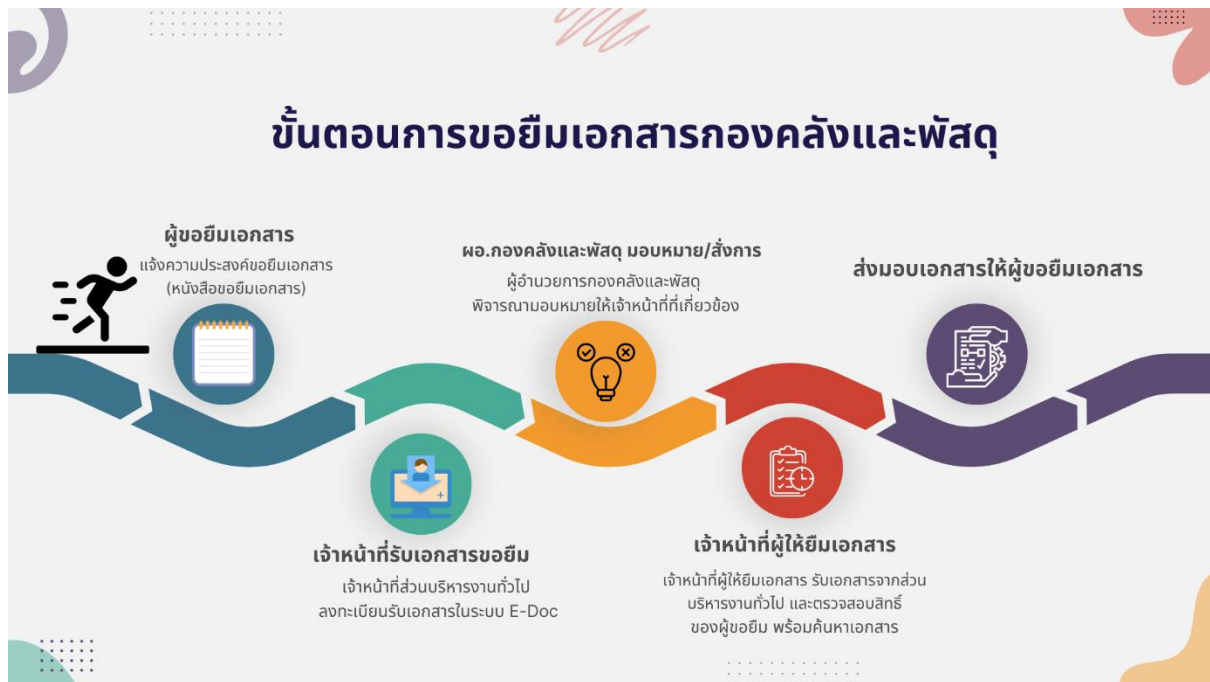 ขั้นตอนการขอยืมเอกสารกองคลังและพัสดุ
ผู้ขอยืมเอกสาร
แจ้งความประสงค์ขอยืมเอกสาร
(หนังสือขอยืมเอกสาร)
เจ้าหน้าที่รับเอกสารขอยืม
เจ้าหน้าที่ส่วนบริหารงานทั่วไป
ลงทะเบียนรับเอกสารในระบบ E-Doc
ผอ.กองคลังและพัสดุ มอบหมาย/สั่งการ
ผู้อำนวยการกองคลังและพัสดุ
พิจารณามอบหมายให้เจ้าหน้าที่ที่เกี่ยวข้อง
เจ้าหน้าที่ผู้ให้ยืมเอกสาร
เจ้าหน้าที่ผู้ให้ยืมเอกสาร รับเอกสารจากส่วน
บริหารงานทั่วไป และตรวจสอบสิทธิ์
ของผู้ขอยืม พร้อมค้นหาเอกสาร
ส่งมอบเอกสารให้ผู้ขอยืมเอกสาร